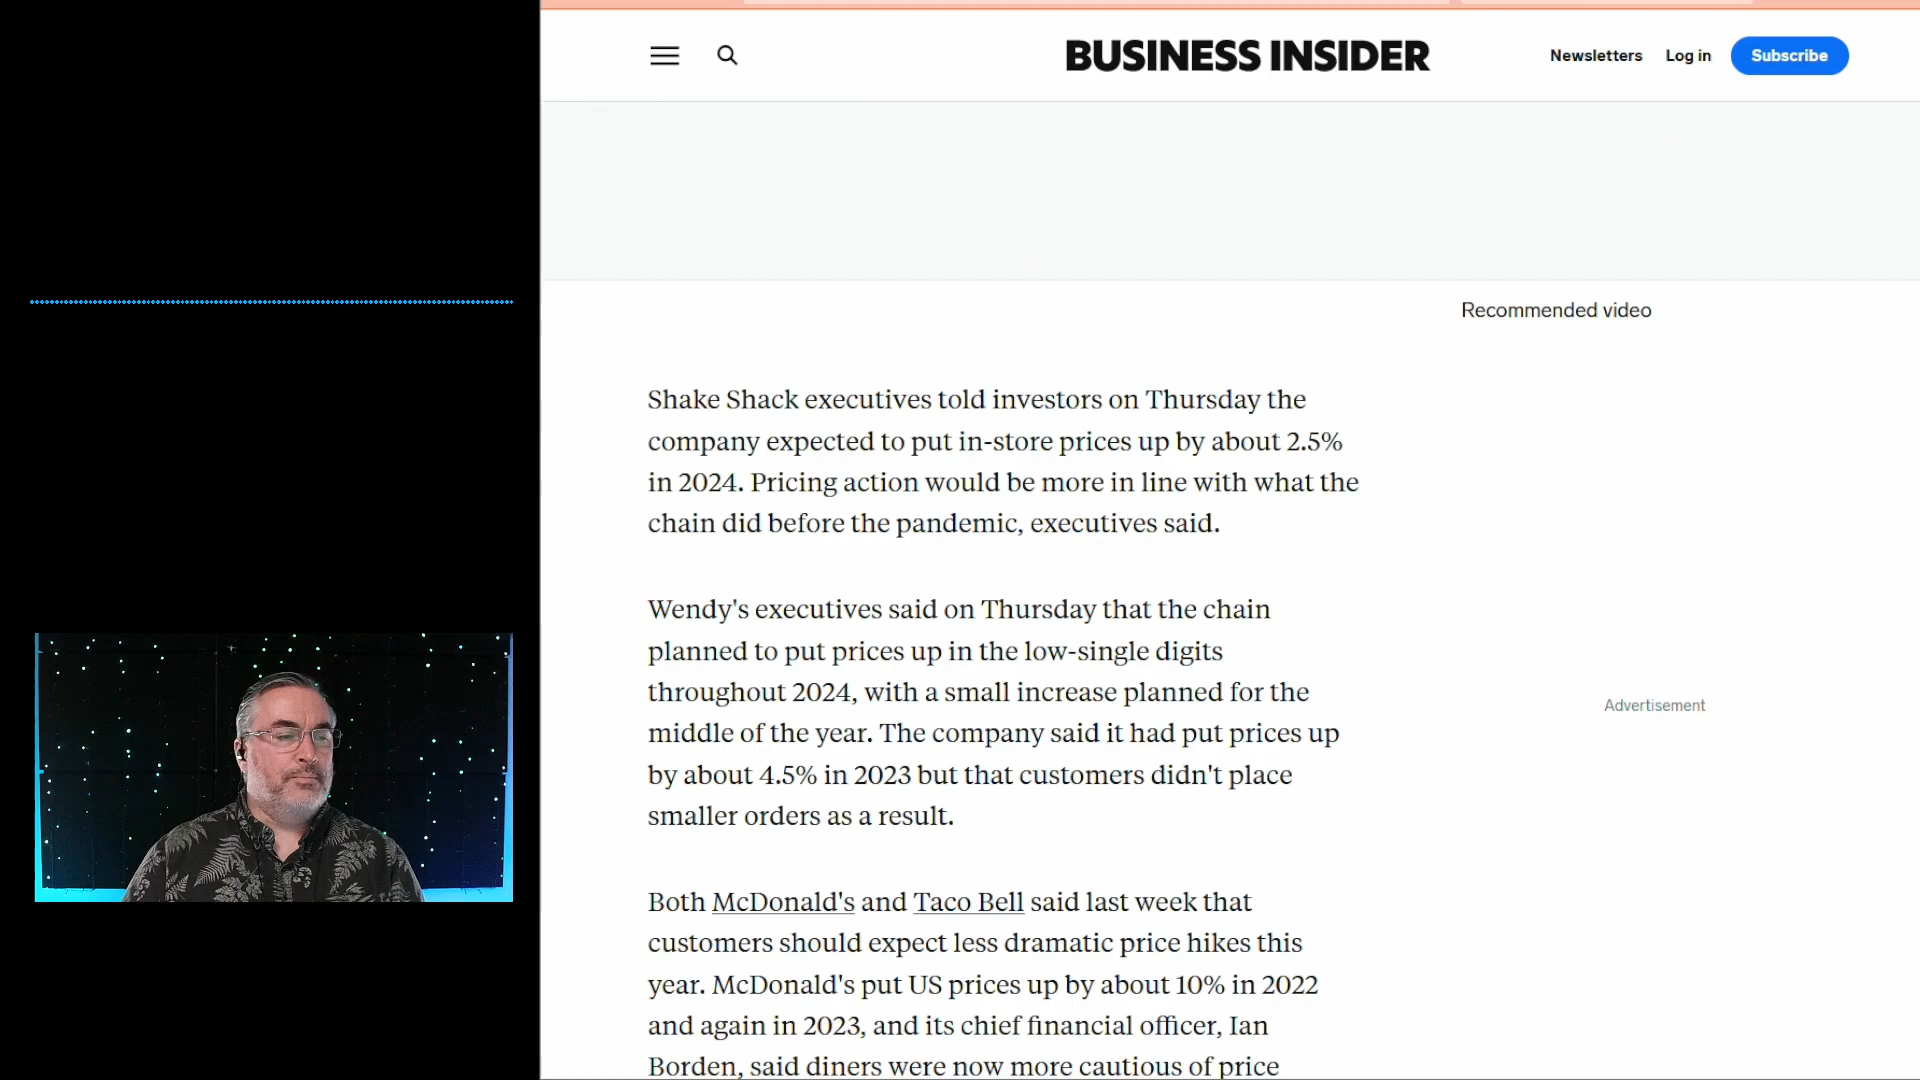 BUSINESS INSIDER
Newsletters
Log in
Subscribe
Recommended video
Shake Shack executives told investors on Thursday the
company expected to put in-store prices up by about 2.5%
in 2024. Pricing action would be more in line with what the
chain did before the pandemic, executives said.
Wendy's executives said on Thursday that the chain
planned to put prices up in the low-single digits
throughout 2024, with a small increase planned for the
middle of the year. The company said it had put prices up
by about 4.5% in 2023 but that customers didn't place
smaller orders as a result.
Advertisement
Both McDonald's and Taco Bell said last week that
customers should expect less dramatic price hikes this
year. McDonald's put US prices up by about 10% in 2022
and again in 2023, and its chief financial officer, Ian
Borden, said diners were now more cautious of price